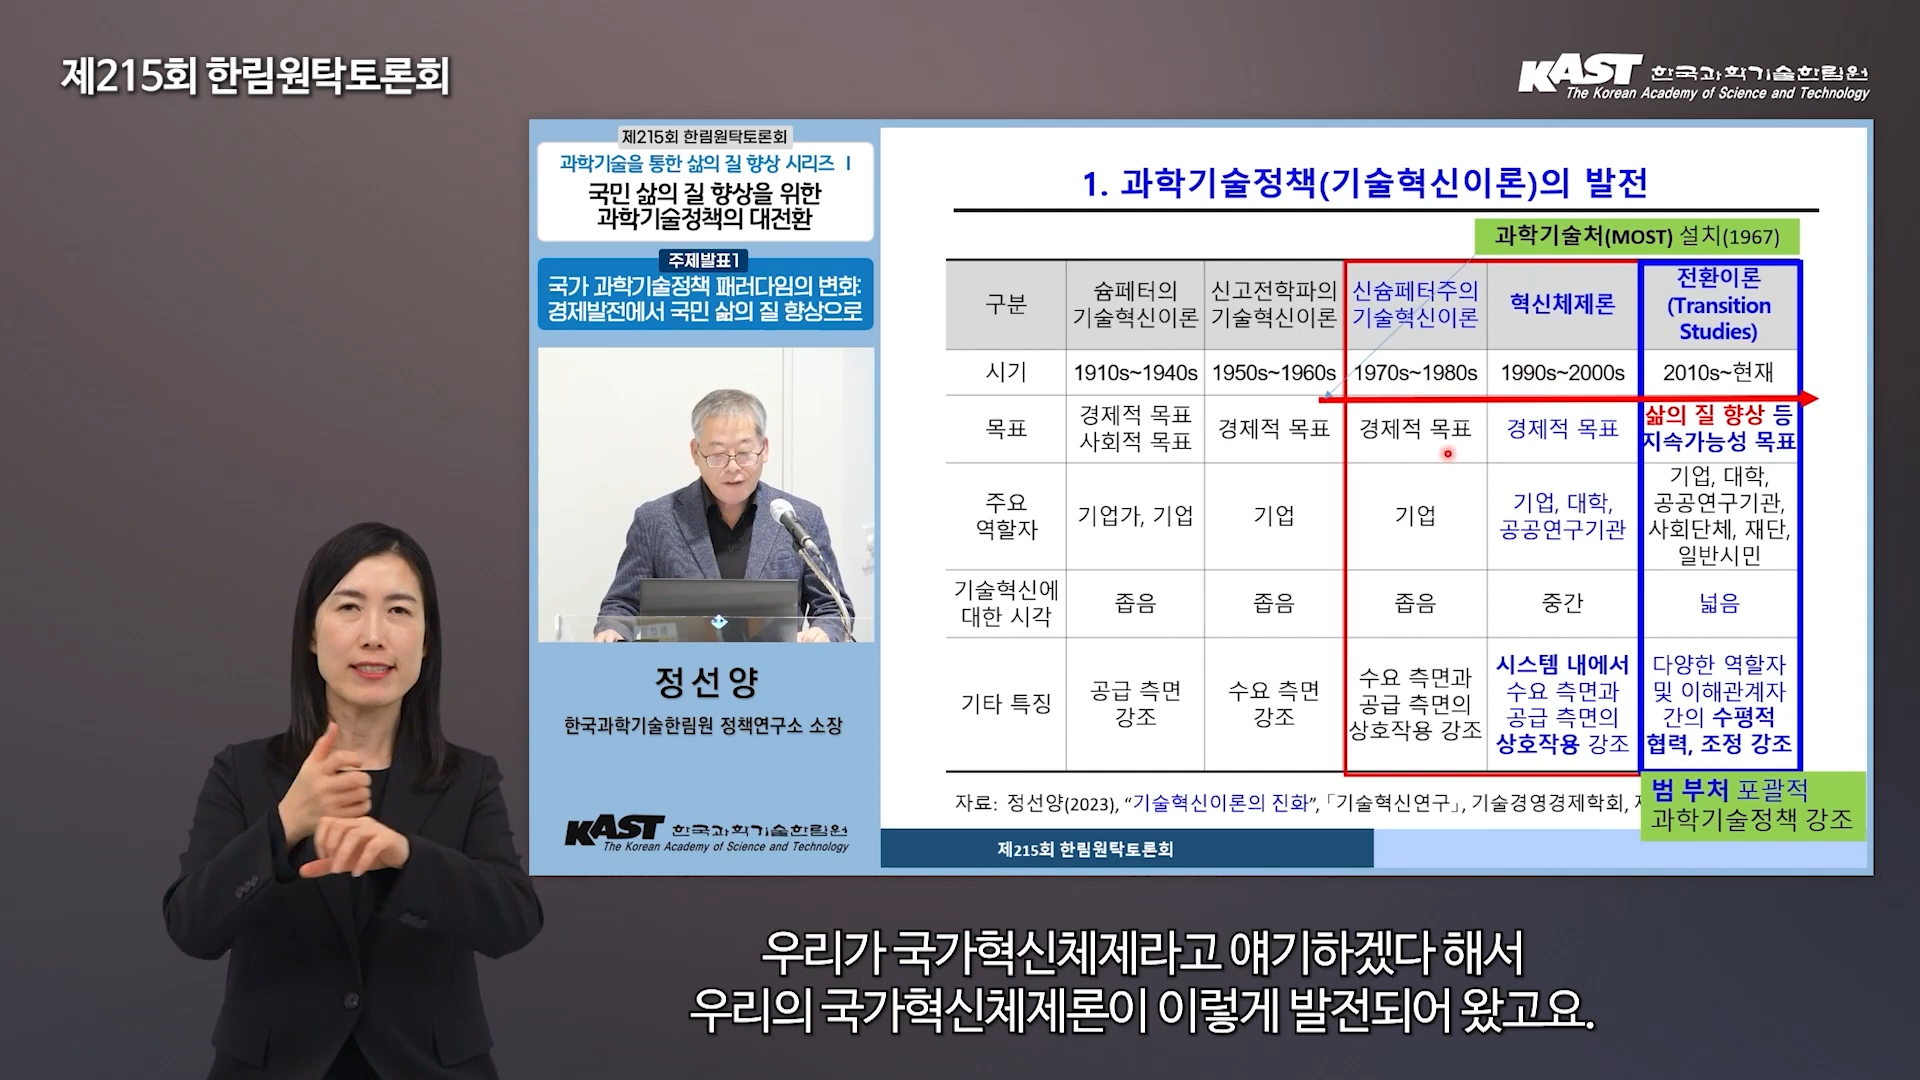 제215회 한림원탁토론회
KAST 한국과학기술한림원
The Korean Academy of Science and Technology
제215회 한림원탁토론회
과학기술을 통한 삶의 질 향상 시리즈 Ⅰ
국민 삶의 질 향상을 위한
과학기술정책의 대전환
주제발표1
국가 과학기술정책 패러다임의 변화:
경제발전에서 국민 삶의 질 향상으로
정선양
한국과학기술한림원 정책연구소 소장
KAST 한국과학기술한림원
The Korean Academy of Science and Technology
1. 과학기술정책(기술혁신이론)의 발전
과학기술처(MOST) 설치(1967)
구분
슘페터의
기술혁신이론
신고전학파의
기술혁신이론
신슘페터주의
기술혁신이론
혁신체제론
전환이론
(Transition
Studies)
시기
1910s~1940s
1950s~1960s
1970s~1980s
1990s~2000s
2010s~현재
목표
경제적 목표
사회적 목표
경제적 목표
경제적 목표
경제적 목표
삶의 질 향상 등
지속가능성 목표
주요
역할자
기업가, 기업
기업
기업
기업, 대학,
공공연구기관
기업, 대학,
공공연구기관,
사회단체, 재단,
일반시민
기술혁신에
대한 시각
좁음
좁음
좁음
중간
넓음
기타 특징
공급 측면
강조
수요 측면
강조
수요 측면과
공급 측면의
상호작용 강조
시스템 내에서
수요 측면과
공급 측면의
상호작용 강조
다양한 역할자
및 이해관계자
간의 수평적
협력, 조정 강조
자료: 정선양(2023), “기술혁신이론의 진화”, 「기술혁신연구」, 기술경영경제학회,
범 부처 포괄적
과학기술정책 강조
제215회 한림원탁토론회
우리가 국가혁신체제라고 얘기하겠다 해서
우리의 국가혁신체제론이 이렇게 발전되어 왔고요.